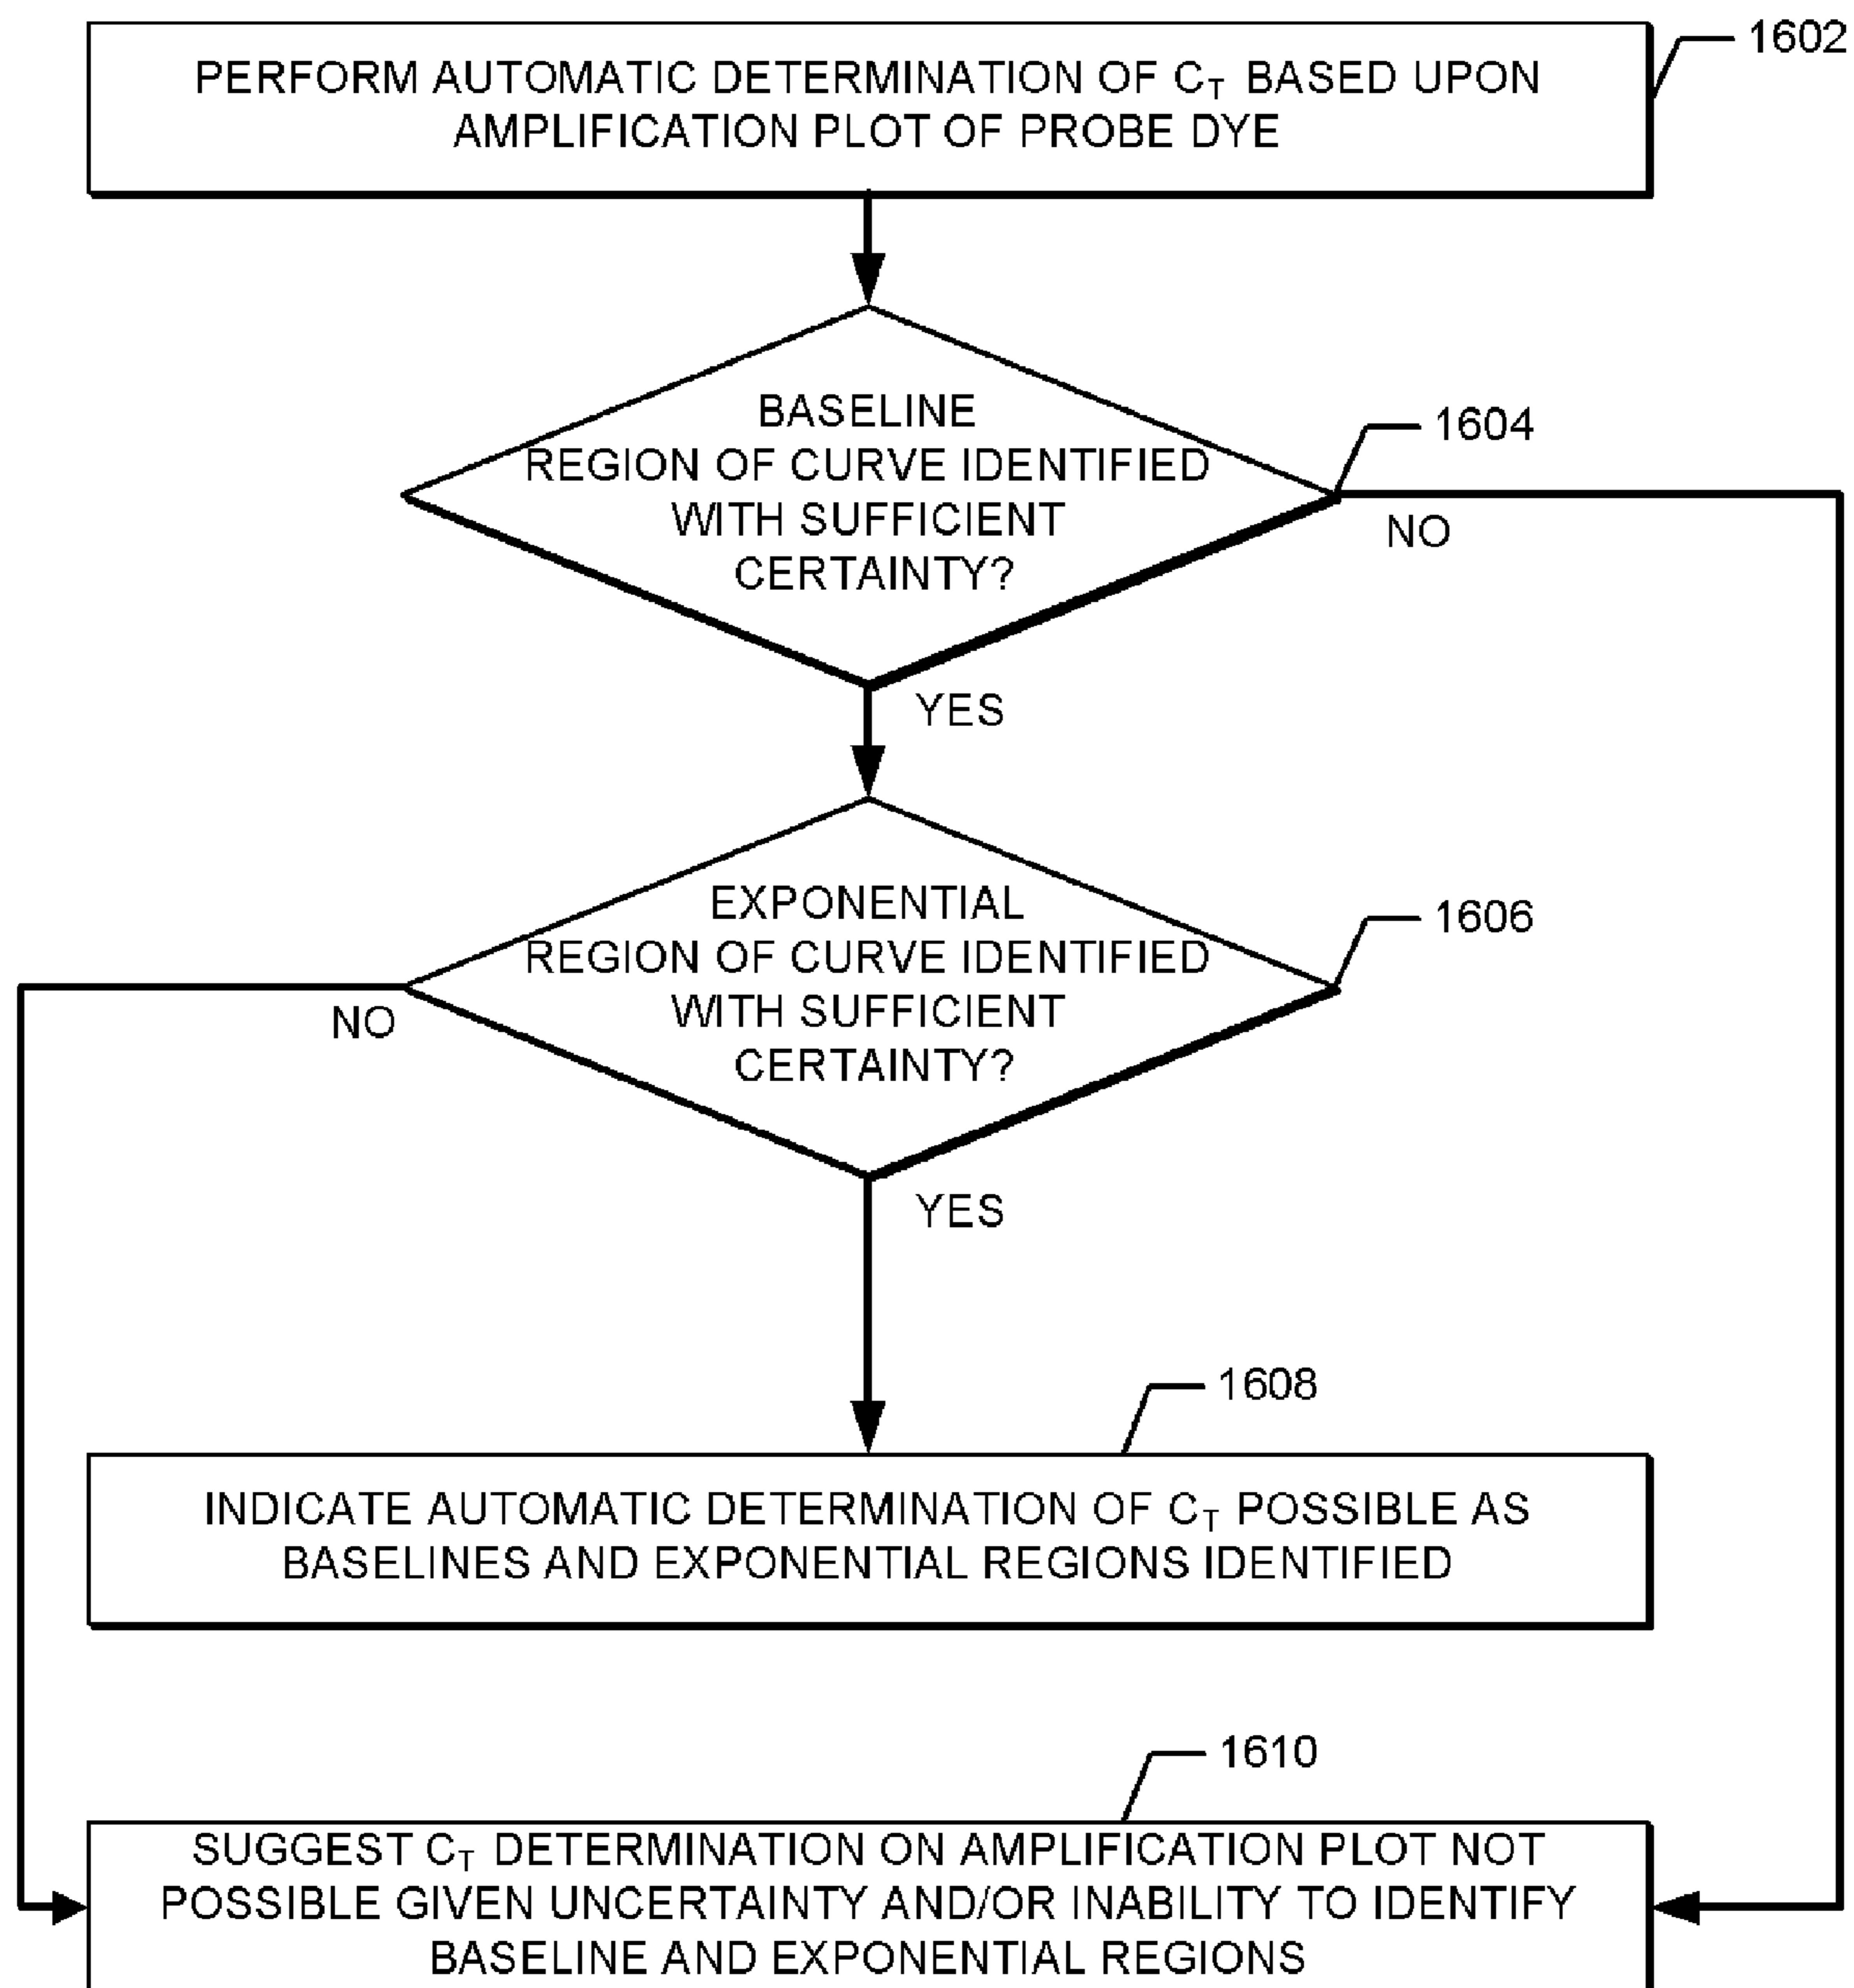 1602
PERFORM AUTOMATIC DETERMINATION OF CT BASED UPON
AMPLIFICATION PLOT OF PROBE DYE
BASELINE
REGION OF CURVE IDENTIFIED
WITH SUFFICIENT
CERTAINTY?
1604
NO
YES
EXPONENTIAL
REGION OF CURVE IDENTIFIED
WITH SUFFICIENT
CERTAINTY?
1606
NO
YES
1608
INDICATE AUTOMATIC DETERMINATION OF CT POSSIBLE AS
BASELINES AND EXPONENTIAL REGIONS IDENTIFIED
1610
SUGGEST CT DETERMINATION ON AMPLIFICATION PLOT NOT
POSSIBLE GIVEN UNCERTAINTY AND/OR INABILITY TO IDENTIFY
BASELINE AND EXPONENTIAL REGIONS